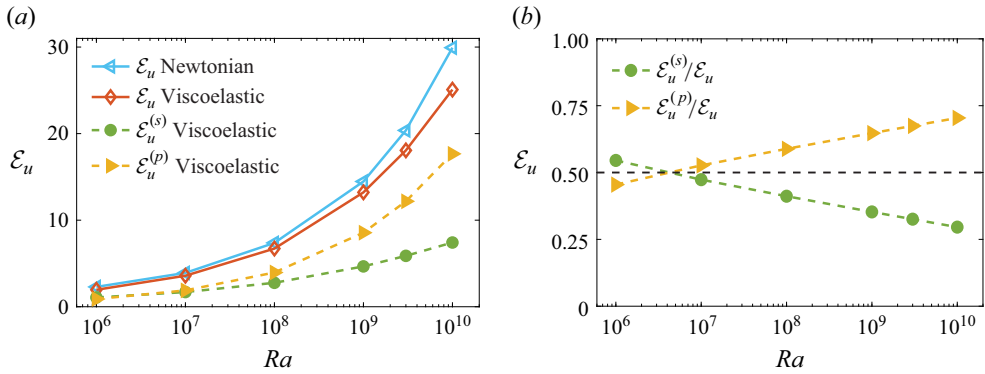 (a)
30
20
10
0
ℰᵤ
ℰᵤ Newtonian
ℰᵤ Viscoelastic
ℰᵤ⁽ˢ⁾ Viscoelastic
ℰᵤ⁽ᵖ⁾ Viscoelastic
10⁶ 10⁷ 10⁸ 10⁹ 10¹⁰
Ra
(b)
1.00
0.75
0.50
0.25
0
ℰᵤ
ℰᵤ⁽ˢ⁾/ℰᵤ
ℰᵤ⁽ᵖ⁾/ℰᵤ
10⁶ 10⁷ 10⁸ 10⁹ 10¹⁰
Ra